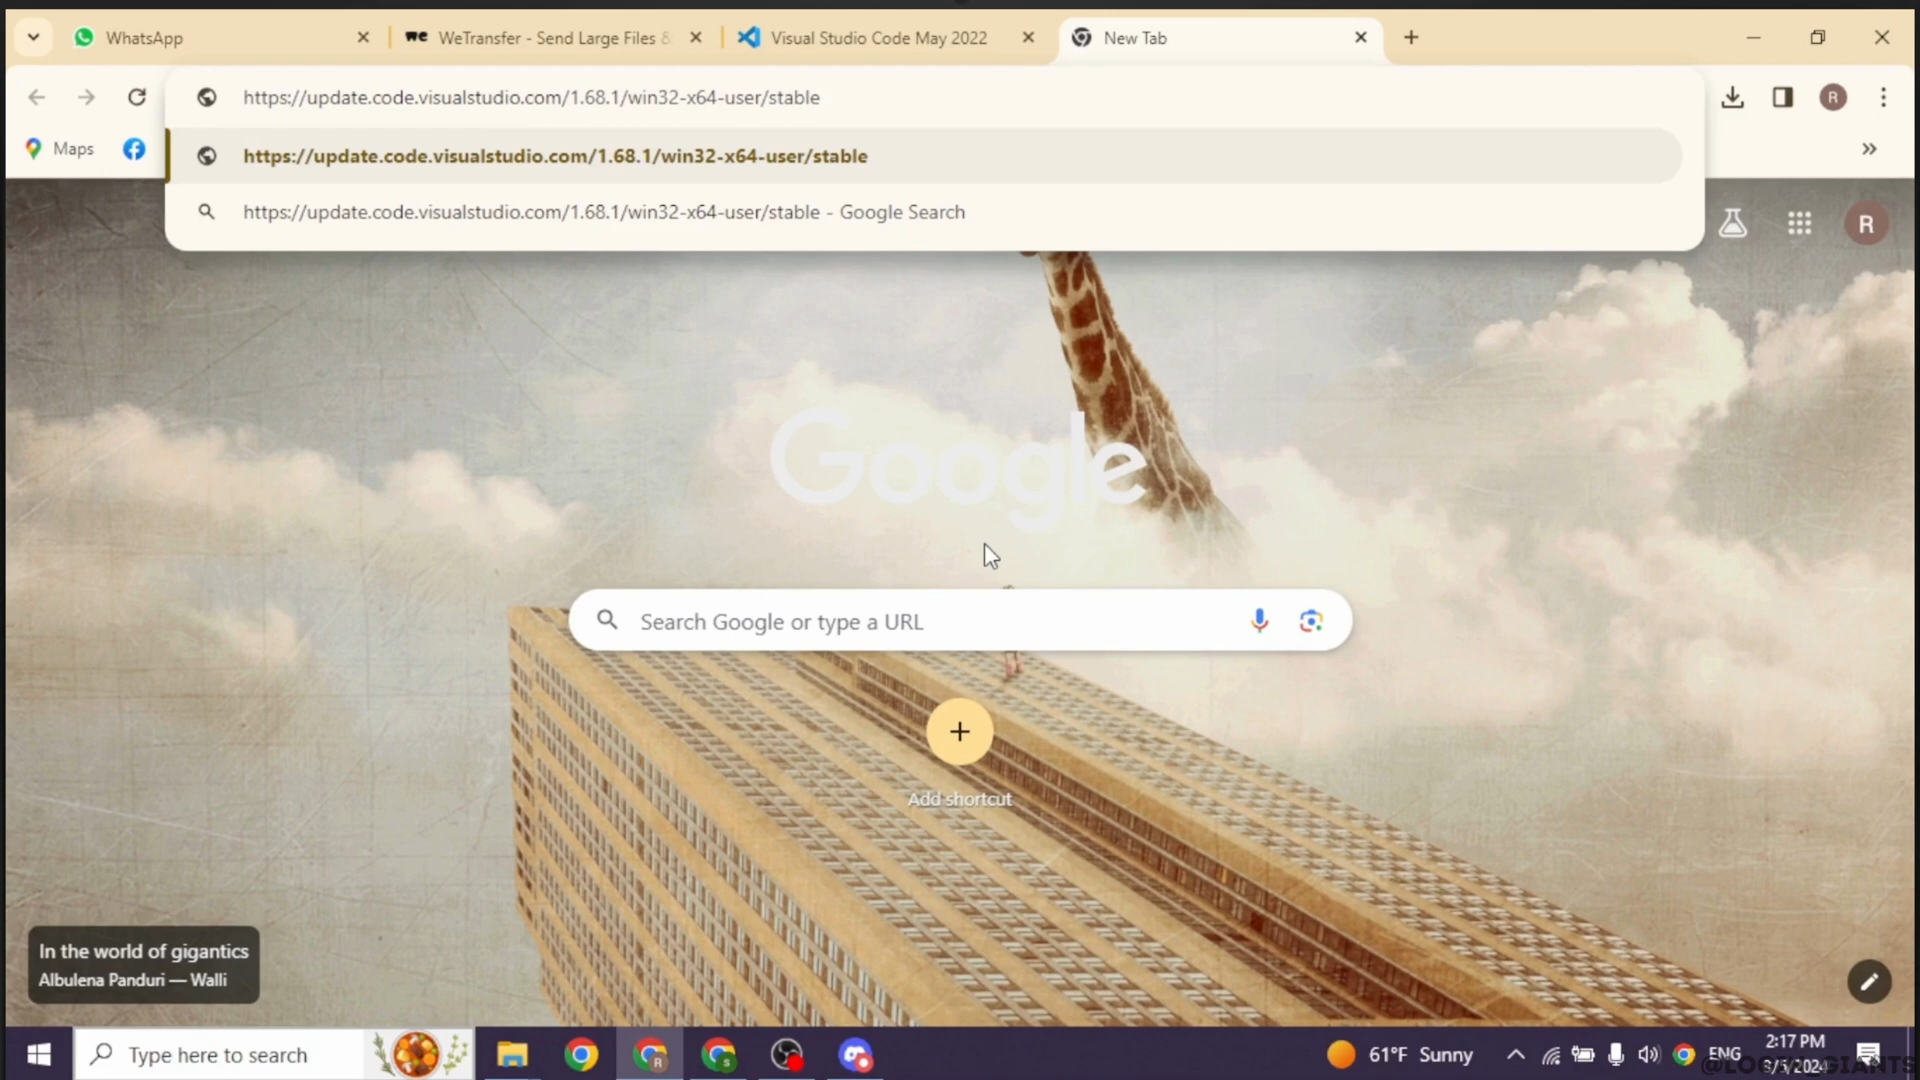 WhatsApp
WeTransfer - Send Large Files &
Visual Studio Code May 2022
New Tab
https://update.code.visualstudio.com/1.68.1/win32-x64-user/stable
R
Maps
https://update.code.visualstudio.com/1.68.1/win32-x64-user/stable
https://update.code.visualstudio.com/1.68.1/win32-x64-user/stable - Google Search
R
Google
Search Google or type a URL
Add shortcut
In the world of gigantics
Albulena Panduri — Walli
Type here to search
R
S
61°F Sunny
ENG
2:17 PM
3/5/2024